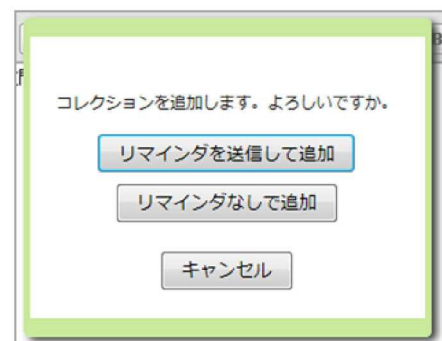 コレクションを追加します。よろしいですか。
リマインダを送信して追加
リマインダなしで追加
キャンセル